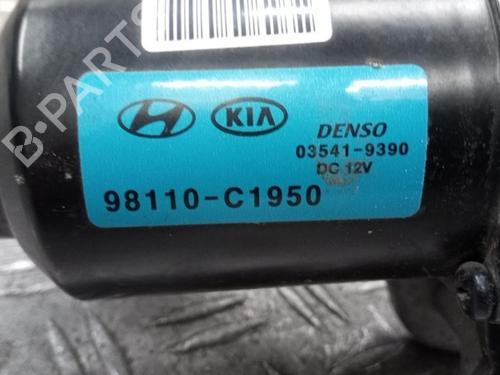 B-PARTS
KIA DENSO
03541-9390
DC 12V
98110-C1950